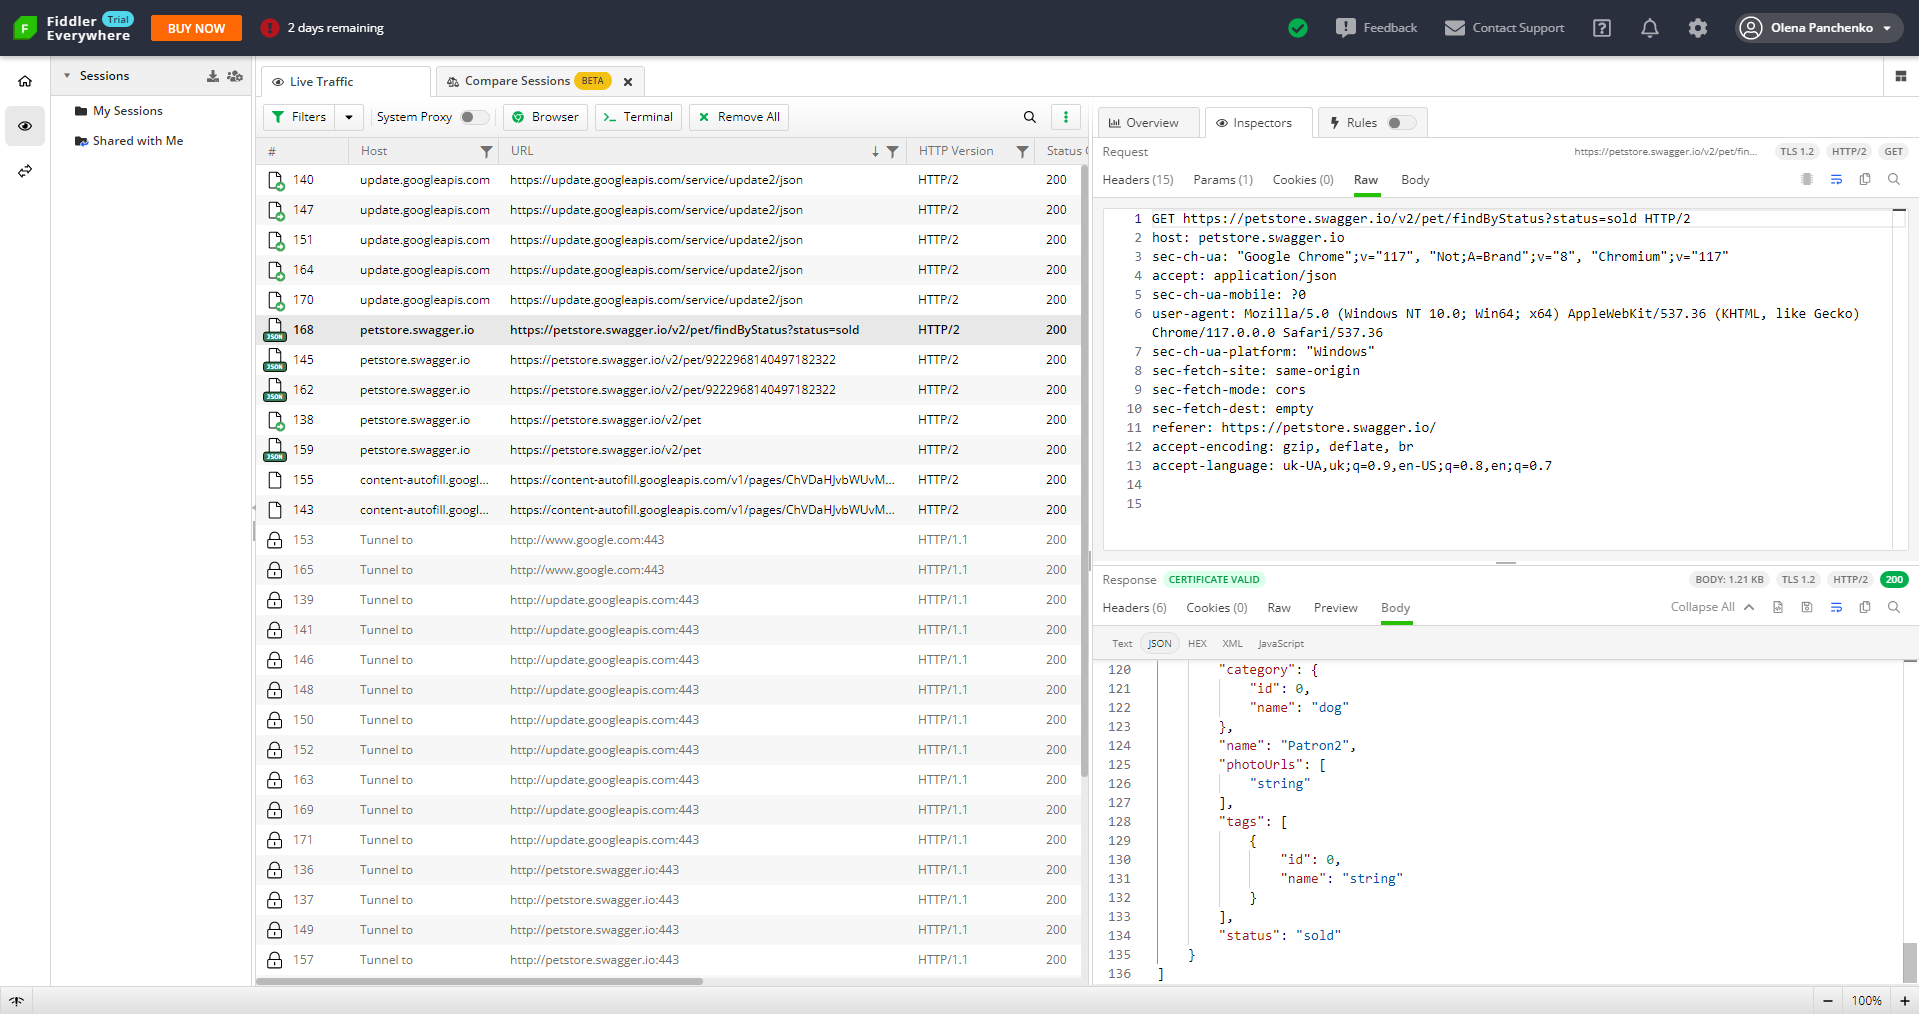 Fiddler Trial
Everywhere
BUY NOW
2 days remaining
Feedback
Contact Support
Olena Panchenko
Sessions
My Sessions
Shared with Me
Live Traffic
Compare Sessions BETA
Filters
System Proxy
Browser
Terminal
Remove All
# Host URL HTTP Version Status C
140 update.googleapis.com https://update.googleapis.com/service/update2/json HTTP/2 200
147 update.googleapis.com https://update.googleapis.com/service/update2/json HTTP/2 200
151 update.googleapis.com https://update.googleapis.com/service/update2/json HTTP/2 200
164 update.googleapis.com https://update.googleapis.com/service/update2/json HTTP/2 200
170 update.googleapis.com https://update.googleapis.com/service/update2/json HTTP/2 200
JSON 168 petstore.swagger.io https://petstore.swagger.io/v2/pet/findByStatus?status=sold HTTP/2 200
JSON 145 petstore.swagger.io https://petstore.swagger.io/v2/pet/9222968140497182322 HTTP/2 200
JSON 162 petstore.swagger.io https://petstore.swagger.io/v2/pet/9222968140497182322 HTTP/2 200
138 petstore.swagger.io https://petstore.swagger.io/v2/pet HTTP/2 200
JSON 159 petstore.swagger.io https://petstore.swagger.io/v2/pet HTTP/2 200
155 content-autofill.googl... https://content-autofill.googleapis.com/v1/pages/ChVDaHJvbWUvM... HTTP/2 200
143 content-autofill.googl... https://content-autofill.googleapis.com/v1/pages/ChVDaHJvbWUvM... HTTP/2 200
153 Tunnel to http://www.google.com:443 HTTP/1.1 200
165 Tunnel to http://www.google.com:443 HTTP/1.1 200
139 Tunnel to http://update.googleapis.com:443 HTTP/1.1 200
141 Tunnel to http://update.googleapis.com:443 HTTP/1.1 200
146 Tunnel to http://update.googleapis.com:443 HTTP/1.1 200
148 Tunnel to http://update.googleapis.com:443 HTTP/1.1 200
150 Tunnel to http://update.googleapis.com:443 HTTP/1.1 200
152 Tunnel to http://update.googleapis.com:443 HTTP/1.1 200
163 Tunnel to http://update.googleapis.com:443 HTTP/1.1 200
169 Tunnel to http://update.googleapis.com:443 HTTP/1.1 200
171 Tunnel to http://update.googleapis.com:443 HTTP/1.1 200
136 Tunnel to http://petstore.swagger.io:443 HTTP/1.1 200
137 Tunnel to http://petstore.swagger.io:443 HTTP/1.1 200
149 Tunnel to http://petstore.swagger.io:443 HTTP/1.1 200
157 Tunnel to http://petstore.swagger.io:443 HTTP/1.1 200
Overview
Inspectors
Rules
Request https://petstore.swagger.io/v2/pet/fin... TLS 1.2 HTTP/2 GET
Headers (15) Params (1) Cookies (0) Raw Body
1 GET https://petstore.swagger.io/v2/pet/findByStatus?status=sold HTTP/2
2 host: petstore.swagger.io
3 sec-ch-ua: "Google Chrome";v="117", "Not;A=Brand";v="8", "Chromium";v="117"
4 accept: application/json
5 sec-ch-ua-mobile: ?0
6 user-agent: Mozilla/5.0 (Windows NT 10.0; Win64; x64) AppleWebKit/537.36 (KHTML, like Gecko)
Chrome/117.0.0.0 Safari/537.36
7 sec-ch-ua-platform: "Windows"
8 sec-fetch-site: same-origin
9 sec-fetch-mode: cors
10 sec-fetch-dest: empty
11 referer: https://petstore.swagger.io/
12 accept-encoding: gzip, deflate, br
13 accept-language: uk-UA,uk;q=0.9,en-US;q=0.8,en;q=0.7
14
15
Response CERTIFICATE VALID BODY: 1.21 KB TLS 1.2 HTTP/2 200
Headers (6) Cookies (0) Raw Preview Body Collapse All
Text JSON HEX XML JavaScript
120 "category": {
121 "id": 0,
122 "name": "dog"
123 },
124 "name": "Patron2",
125 "photoUrls": [
126 "string"
127 ],
128 "tags": [
129 {
130 "id": 0,
131 "name": "string"
132 }
133 ],
134 "status": "sold"
135 }
136 ]
100%